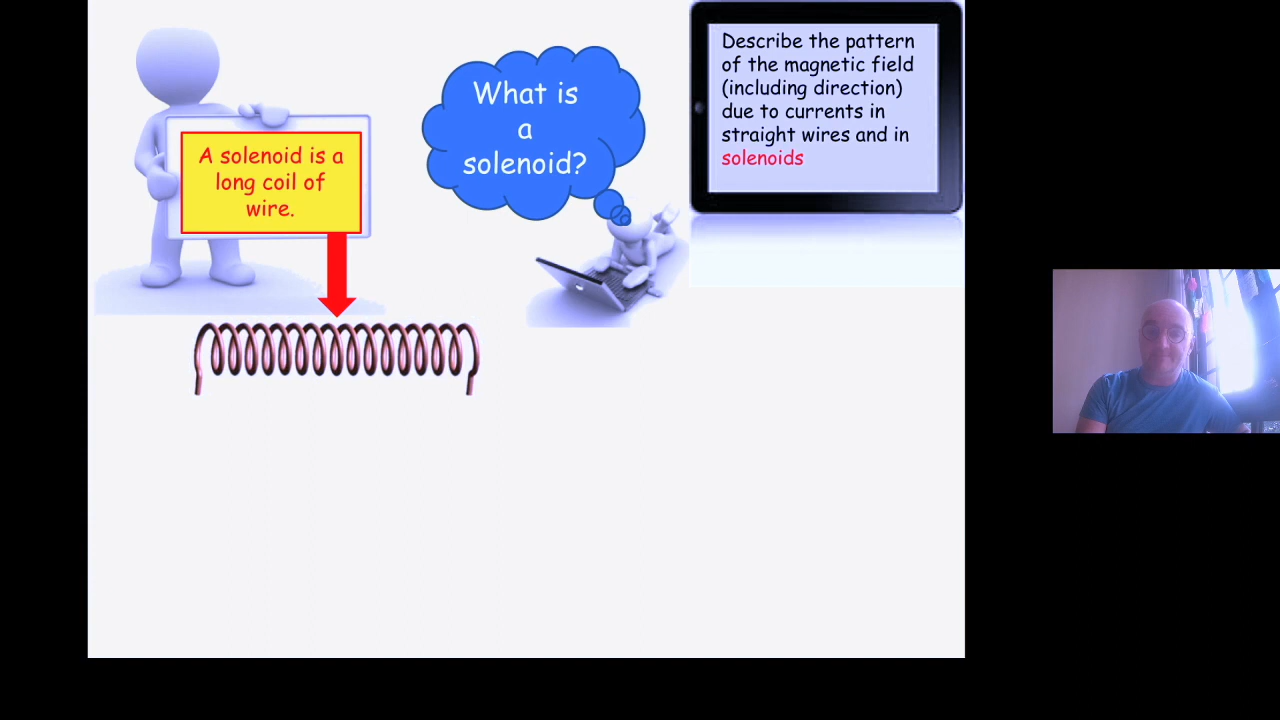 A solenoid is a
long coil of
wire.
What is
a
solenoid?
Describe the pattern
of the magnetic field
(including direction)
due to currents in
straight wires and in
solenoids